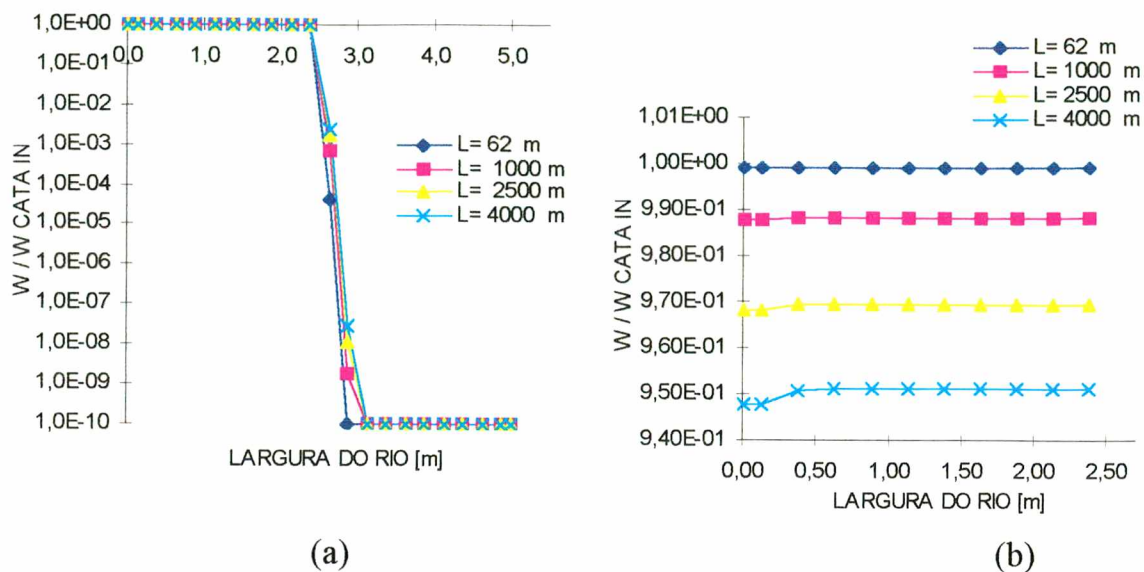 1,0E+00
1,0E-01
1,0E-02
1,0E-03
1,0E-04
1,0E-05
1,0E-06
1,0E-07
1,0E-08
1,0E-09
1,0E-10
0,0 1,0 2,0 3,0 4,0 5,0
W / W CATA IN
LARGURA DO RIO [m]
L= 62 m
L= 1000 m
L= 2500 m
L= 4000 m
(a)
L= 62 m
L= 1000 m
L= 2500 m
L= 4000 m
1,01E+00
1,00E+00
9,90E-01
9,80E-01
9,70E-01
9,60E-01
9,50E-01
9,40E-01
W / W CATA IN
0,00 0,50 1,00 1,50 2,00 2,50
LARGURA DO RIO [m]
(b)